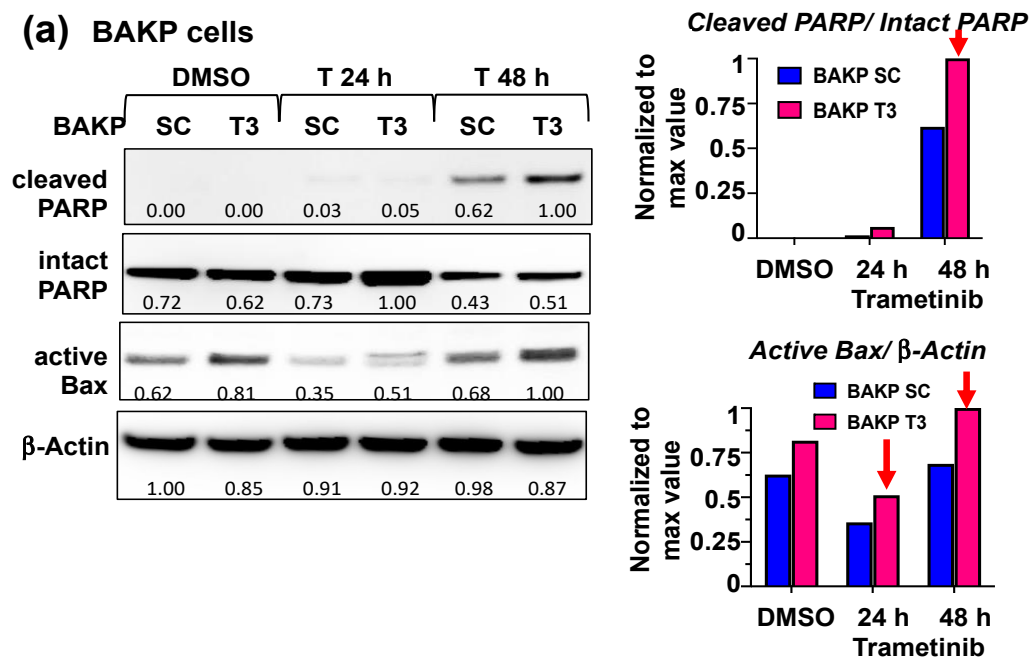 (a) BAKP cells
DMSO T 24 h T 48 h
BAKP SC T3 SC T3 SC T3
cleaved PARP
0.00 0.00 0.03 0.05 0.62 1.00
intact PARP
0.72 0.62 0.73 1.00 0.43 0.51
active Bax
0.62 0.81 0.35 0.51 0.68 1.00
β-Actin
1.00 0.85 0.91 0.92 0.98 0.87
Cleaved PARP/ Intact PARP
BAKP SC
BAKP T3
Normalized to
max value
1
0.75
0.5
0.25
0
DMSO 24 h 48 h
Trametinib
Active Bax/ β-Actin
BAKP SC
BAKP T3
Normalized to
max value
1
0.75
0.5
0.25
0
DMSO 24 h 48 h
Trametinib